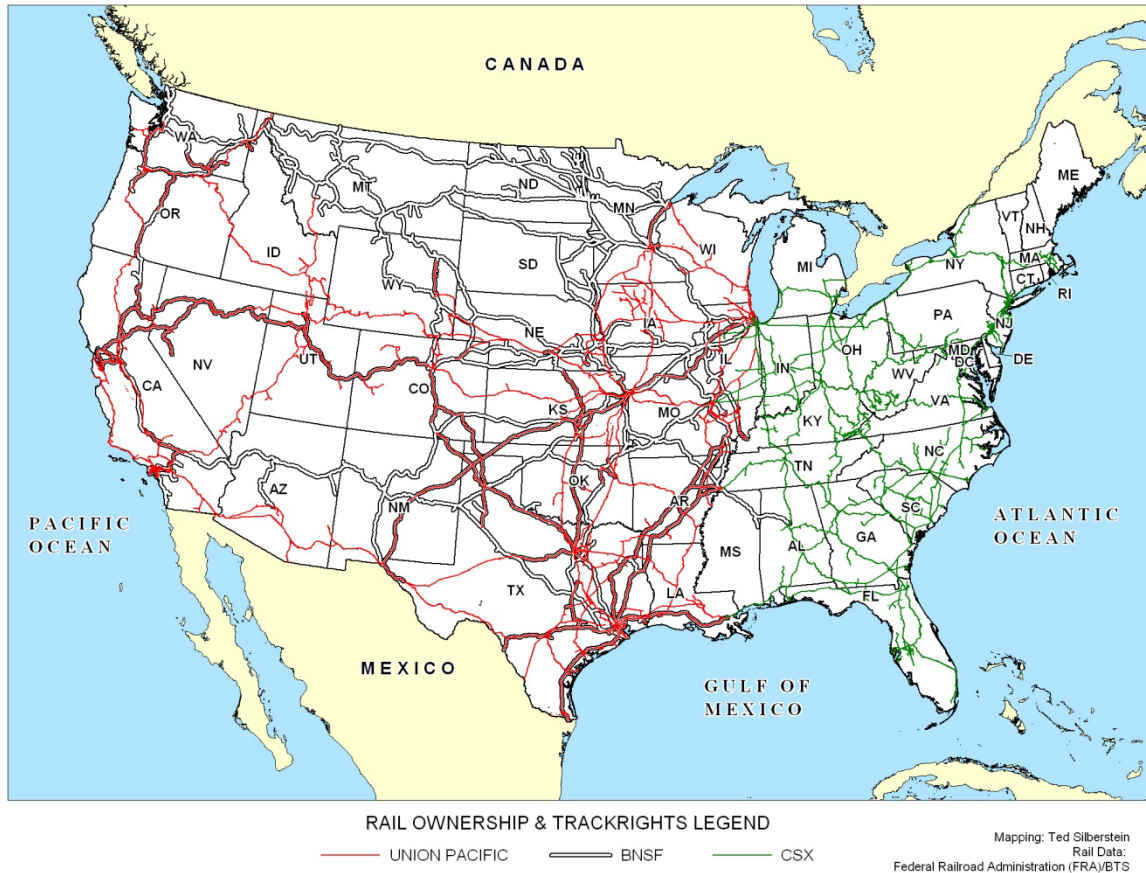 CANADA
WA
MT
ND
MN
ME
VT
NH
OR
ID
SD
WI
MI
NY
MA
CT
RI
WY
NE
IA
PA
NJ
NV
UT
CO
IL
IN
OH
MD
DC
DE
WV
CA
KS
MO
KY
VA
AZ
NM
OK
AR
TN
NC
SC
PACIFIC
OCEAN
ATLANTIC
OCEAN
TX
LA
MS
AL
GA
FL
MEXICO
GULF OF
MEXICO
RAIL OWNERSHIP & TRACKRIGHTS LEGEND
UNION PACIFIC
BNSF
CSX
Mapping: Ted Silberstein
Rail Data:
Federal Railroad Administration (FRA)/BTS